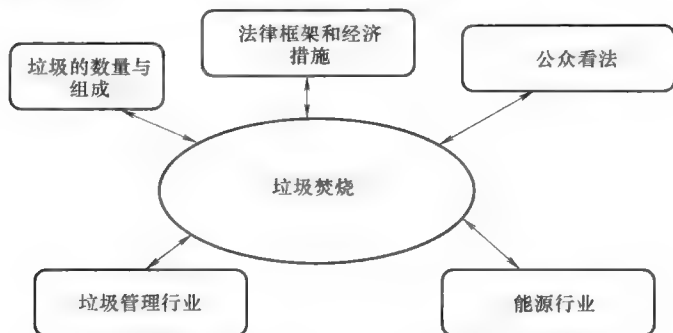 法律框架和经济
措施
垃圾的数量与
组成
公众看法
垃圾焚烧
垃圾管理行业
能源行业